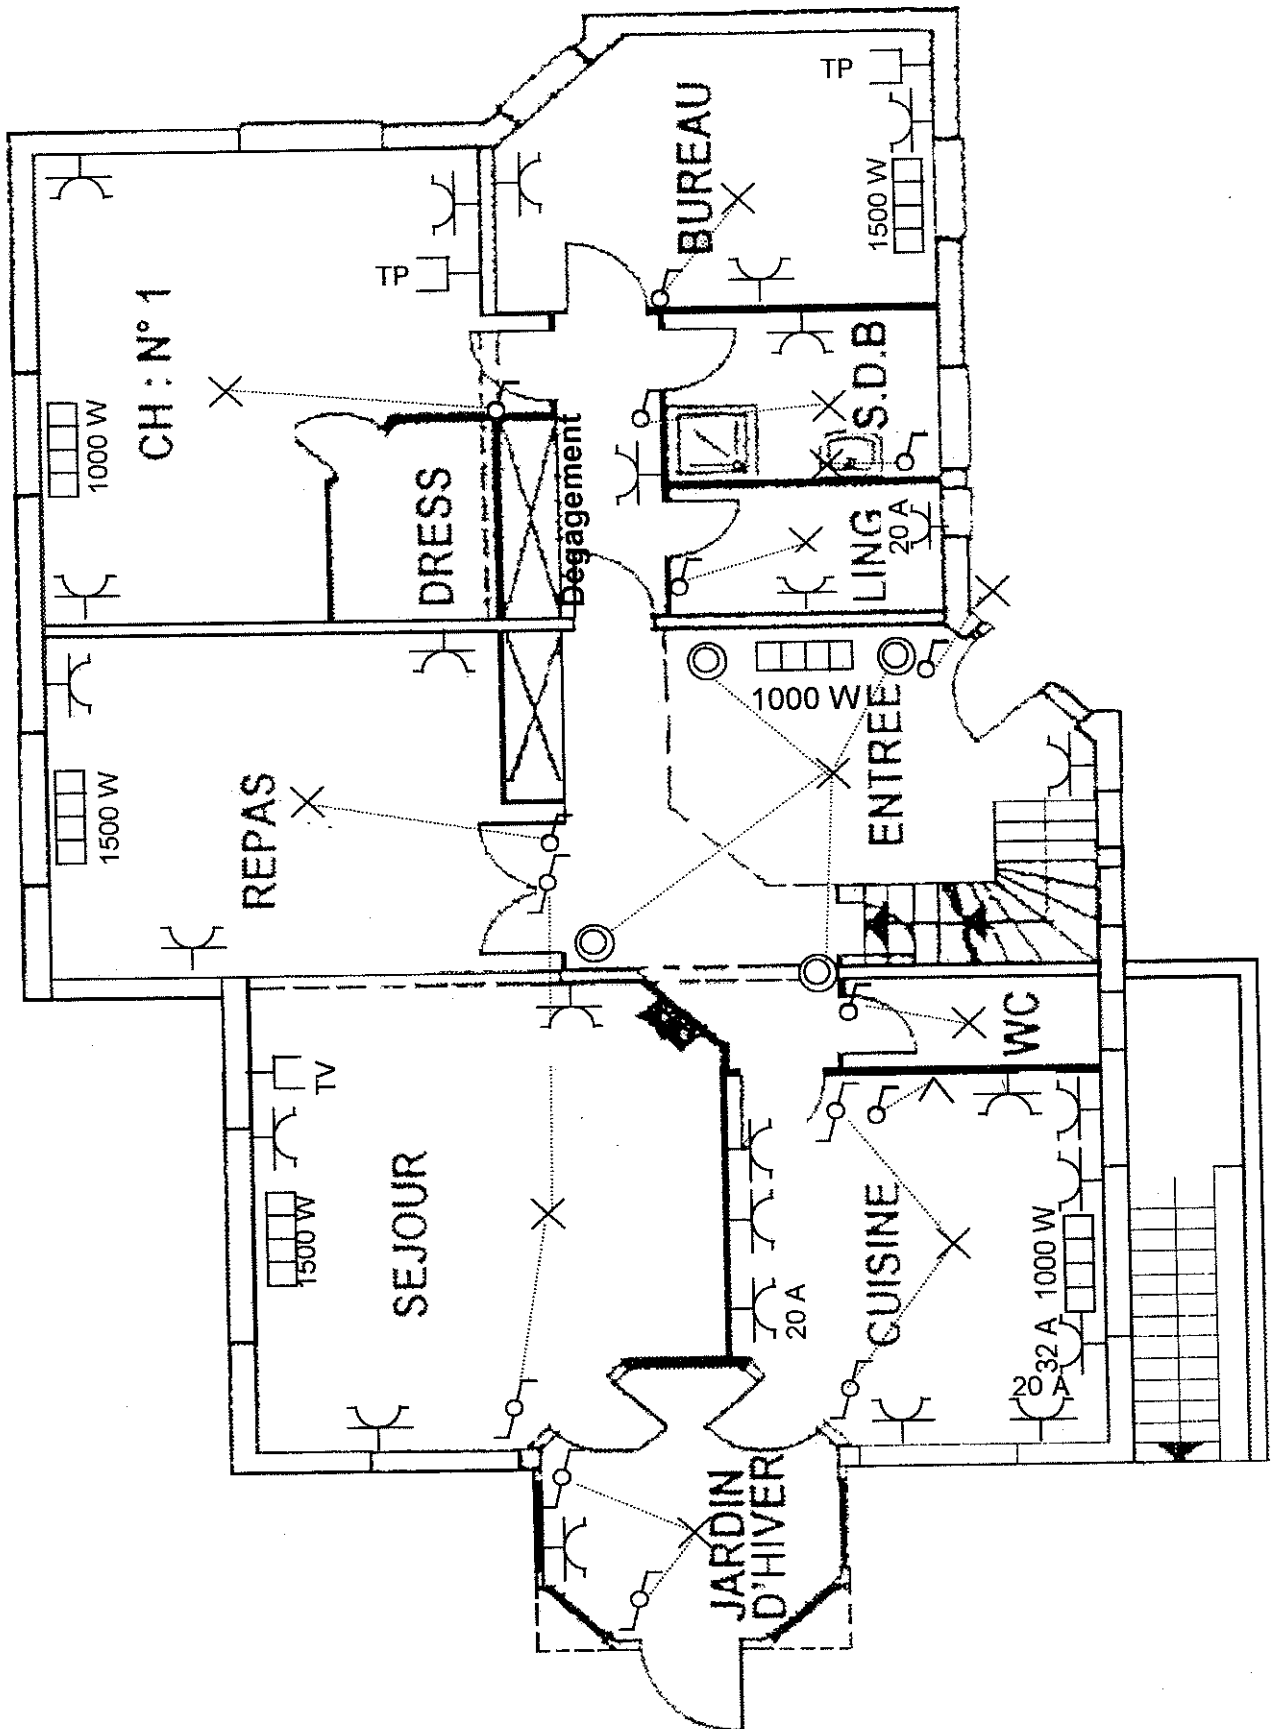 TP
BUREAU
1500 W
TP
CH : N° 1
1000 W
S.D.B
DRESS
Degagement
LING
20 A
1000 W
ENTREE
REPAS
1500 W
WC
TV
SEJOUR
1500 W
CUISINE
20 A
1000 W
32 A
20 A
JARDIN
D'HIVER